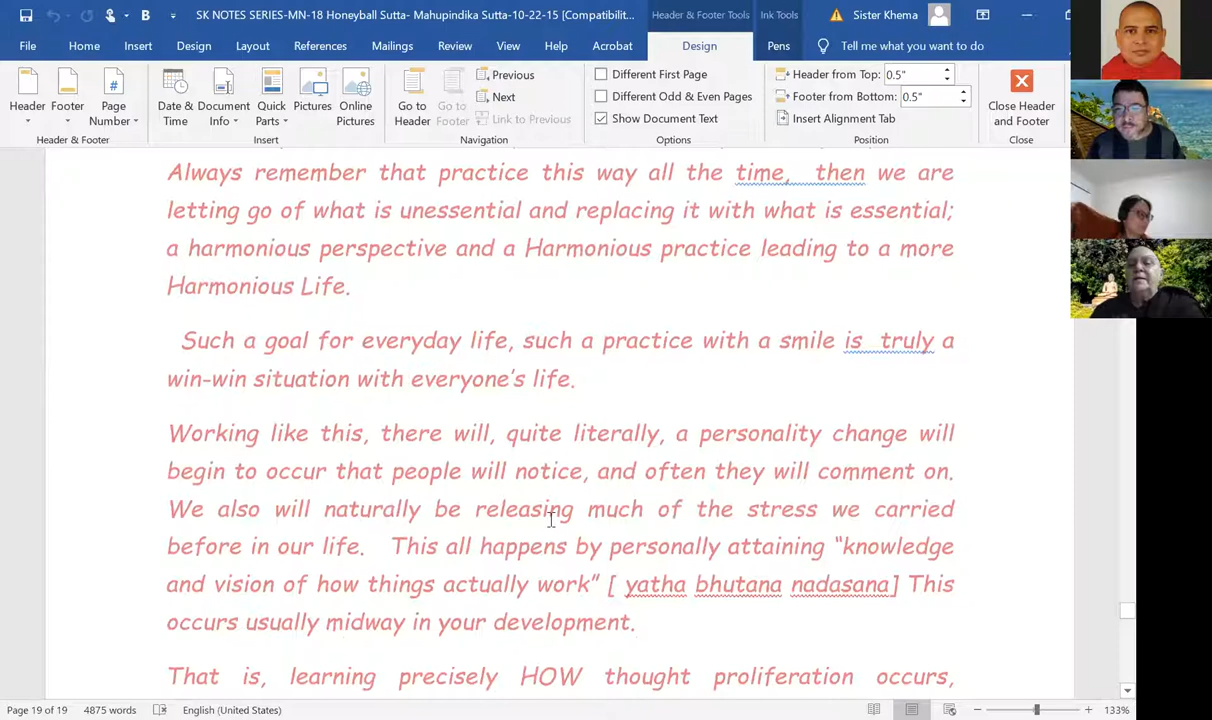 SK NOTES SERIES-MN-18 Honeyball Sutta- Mahupindika Sutta-10-22-15 [Compatibilit...
Header & Footer Tools
Ink Tools
Sister Khema
File Home Insert Design Layout References Mailings Review View Help Acrobat Design Pens Tell me what you want to do
Header
Footer
Page Number
Header & Footer
Date & Time
Document Info
Quick Parts
Pictures
Online Pictures
Insert
Go to Header
Go to Footer
Previous
Next
Link to Previous
Navigation
Different First Page
Different Odd & Even Pages
Show Document Text
Options
Header from Top: 0.5"
Footer from Bottom: 0.5"
Insert Alignment Tab
Position
Close Header and Footer
Close
Always remember that practice this way all the time, then we are
letting go of what is unessential and replacing it with what is essential;
a harmonious perspective and a Harmonious practice leading to a more
Harmonious Life.
Such a goal for everyday life, such a practice with a smile is truly a
win-win situation with everyone's life.
Working like this, there will, quite literally, a personality change will
begin to occur that people will notice, and often they will comment on.
We also will naturally be releasing much of the stress we carried
before in our life. This all happens by personally attaining “knowledge
and vision of how things actually work” [ yatha bhutana nadasana] This
occurs usually midway in your development.
That is, learning precisely HOW thought proliferation occurs,
Page 19 of 19 4875 words English (United States) 133%